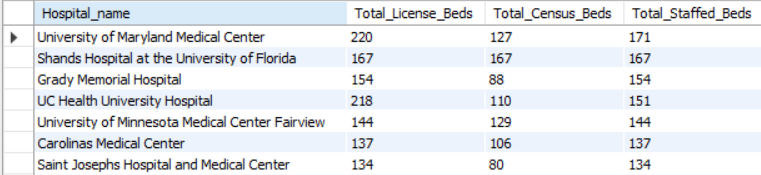 Hospital_name Total_License_Beds Total_Census_Beds Total_Staffed_Beds
University of Maryland Medical Center 220 127 171
Shands Hospital at the University of Florida 167 167 167
Grady Memorial Hospital 154 88 154
UC Health University Hospital 218 110 151
University of Minnesota Medical Center Fairview 144 129 144
Carolinas Medical Center 137 106 137
Saint Josephs Hospital and Medical Center 134 80 134